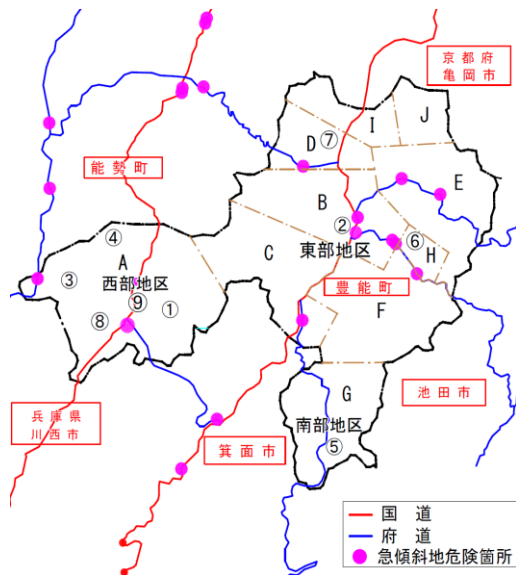 京都府
亀岡市
I
J
D
⑦
能勢町
E
B
④
②
⑥
A
東部地区
H
C
③
西部地区
豊能町
⑨
①
F
⑧
G
池田市
兵庫県
川西市
南部地区
箕面市
⑤
国 道
府 道
急傾斜地危険箇所